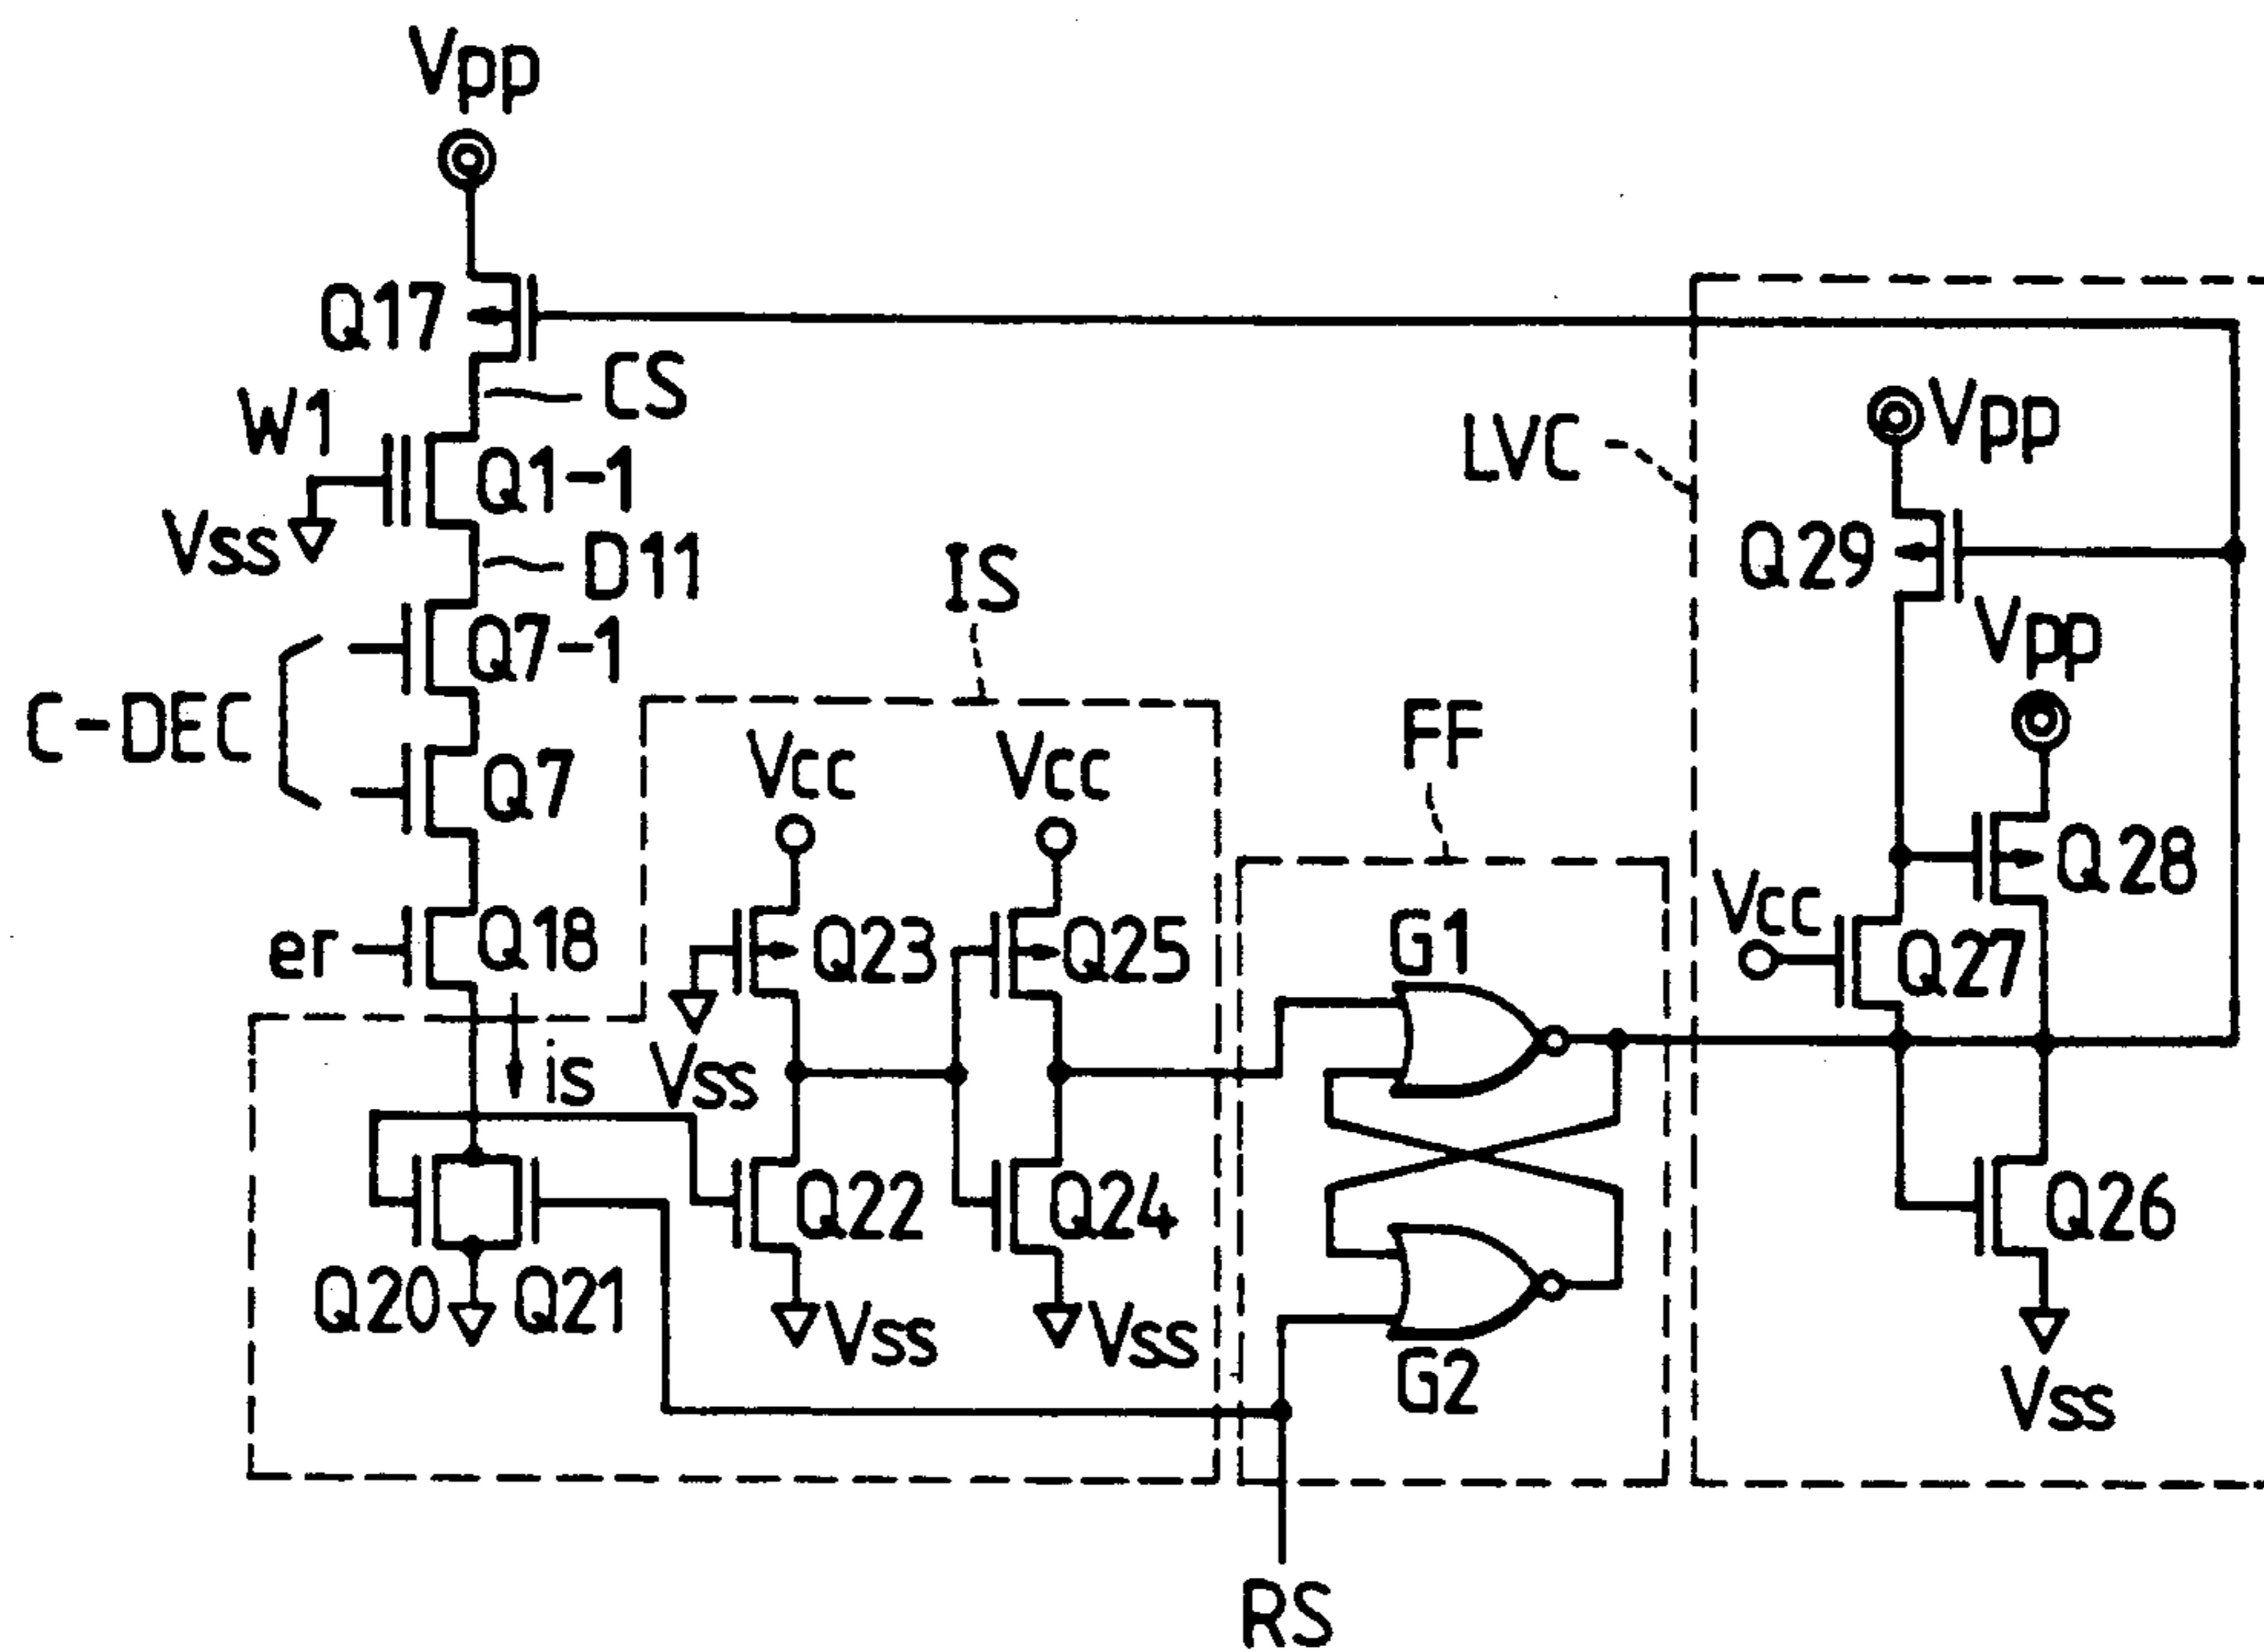 Vpp
Q17
CS
W1
Q1-1
Vss
D11
Q7-1
C-DEC
Q7
er
Q18
is
IS
Vcc
Vcc
Q23
Q25
Vss
Q22
Q24
Q20
Q21
Vss
Vss
FF
G1
G2
RS
LVC
Vpp
Q29
Vpp
Q28
Vcc
Q27
Q26
Vss